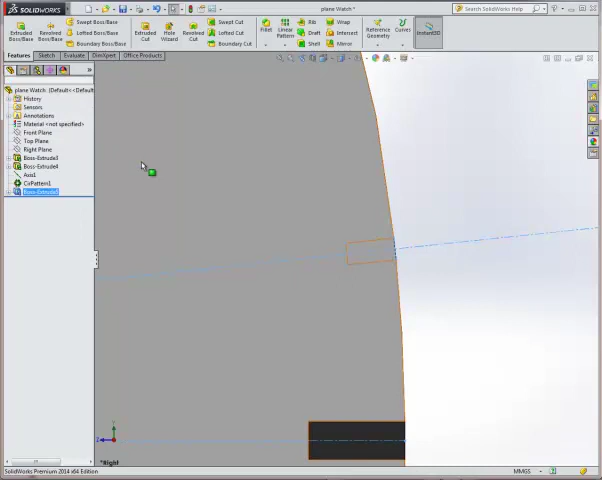 SOLIDWORKS
plane Watch *
Search SolidWorks Help
Extruded Boss/Base
Revolved Boss/Base
Swept Boss/Base
Lofted Boss/Base
Boundary Boss/Base
Extruded Cut
Hole Wizard
Revolved Cut
Swept Cut
Lofted Cut
Boundary Cut
Fillet
Linear Pattern
Rib
Draft
Shell
Wrap
Intersect
Mirror
Reference Geometry
Curves
Instant3D
Features
Sketch
Evaluate
DimXpert
Office Products
plane Watch (Default<<Default
History
Sensors
Annotations
Material <not specified>
Front Plane
Top Plane
Right Plane
Boss-Extrude3
Boss-Extrude4
Axis1
CirPattern1
Boss-Extrude5
Y
Z
*Right
SolidWorks Premium 2014 x64 Edition
MMGS